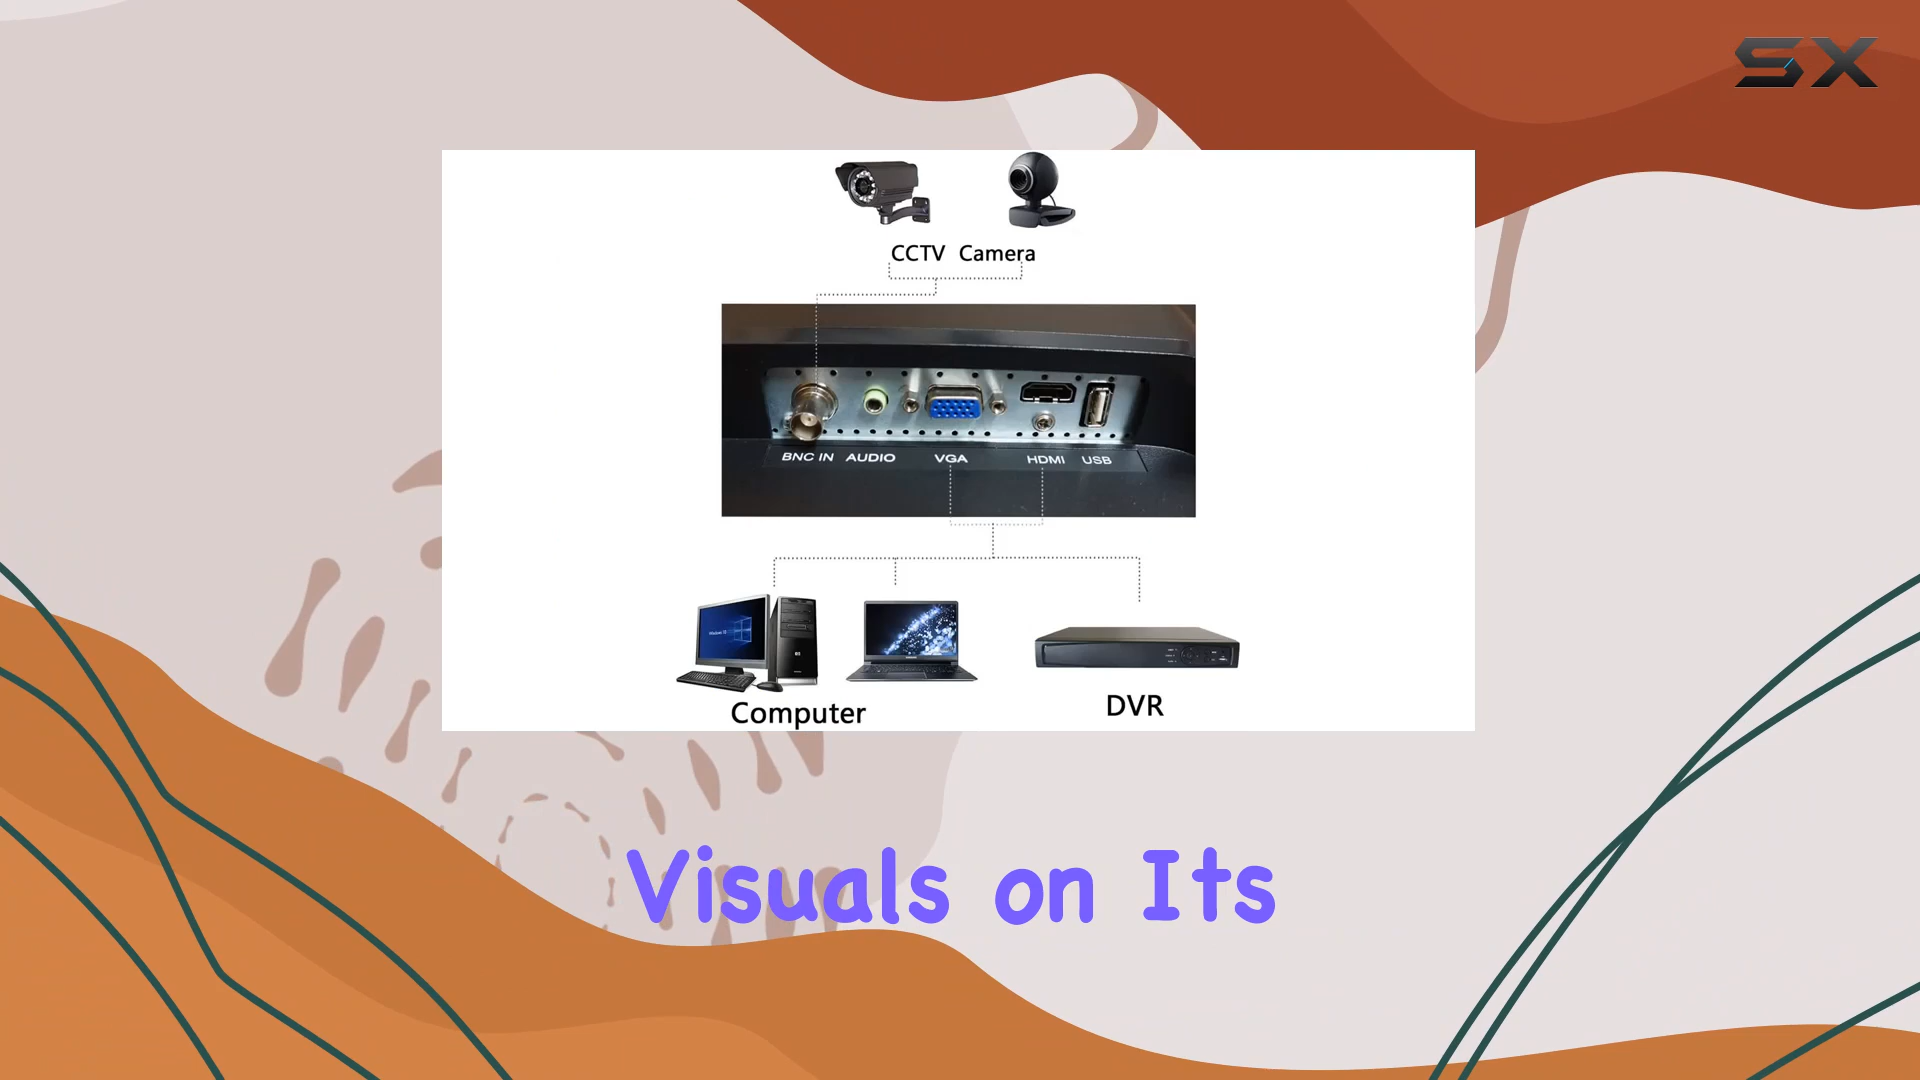 SX
CCTV Camera
BNC IN AUDIO VGA HDMI USB
Computer
DVR
Visuals on Its